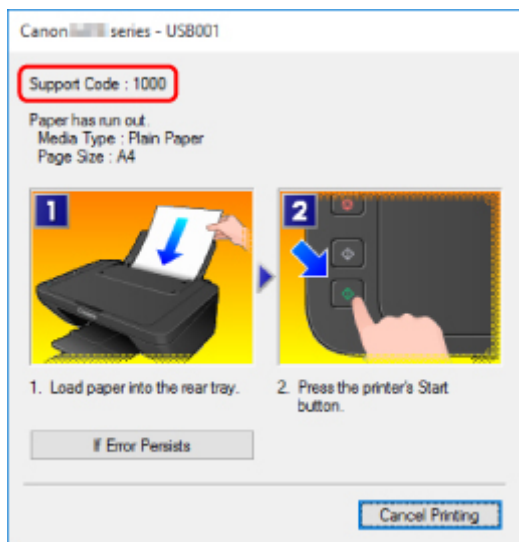 Canon series - USB001
Support Code : 1000
Paper has run out.
Media Type : Plain Paper
Page Size : A4
1
2
1. Load paper into the rear tray.
2. Press the printer's Start
button.
If Error Persists
Cancel Printing